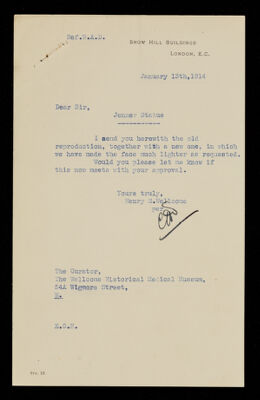 Ref.G.A.D.
SNOW HILL BUILDINGS
LONDON, E.C.
January 13th,1914
Dear Sir,
Jenner Statue
I send you herewith the old
reproduction, together with a new one, in which
we have made the face much lighter as requested.
Would you please let me know if
this now meets with your approval.
Yours truly,
Henry S.Wellcome
per
The Curator,
The Wellcome Historical Medical Museum,
54A Wigmore Street,
W.